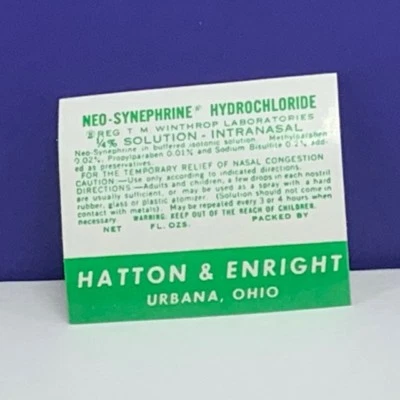 NEO-SYNEPHRINE® HYDROCHLORIDE
®REG T. M. WINTHROP LABORATORIES
¼% SOLUTION - INTRANASAL
Neo-Synephrine in buffered isotonic solution. Methylparaben
0.02%, Propylparaben 0.01% and Sodium Bisulfite 0.2% add-
ed as preservatives.
FOR THE TEMPORARY RELIEF OF NASAL CONGESTION
CAUTION—Use only according to indicated directions.
DIRECTIONS—Adults and children, a few drops in each nostril
are usually sufficient, or may be used as a spray with a hard
rubber, glass or plastic atomizer. (Solution should not come in
contact with metals). May be repeated every 3 or 4 hours when
necessary WARNING: KEEP OUT OF THE REACH OF CHILDREN.
NET FL. OZS. PACKED BY
HATTON & ENRIGHT
URBANA, OHIO